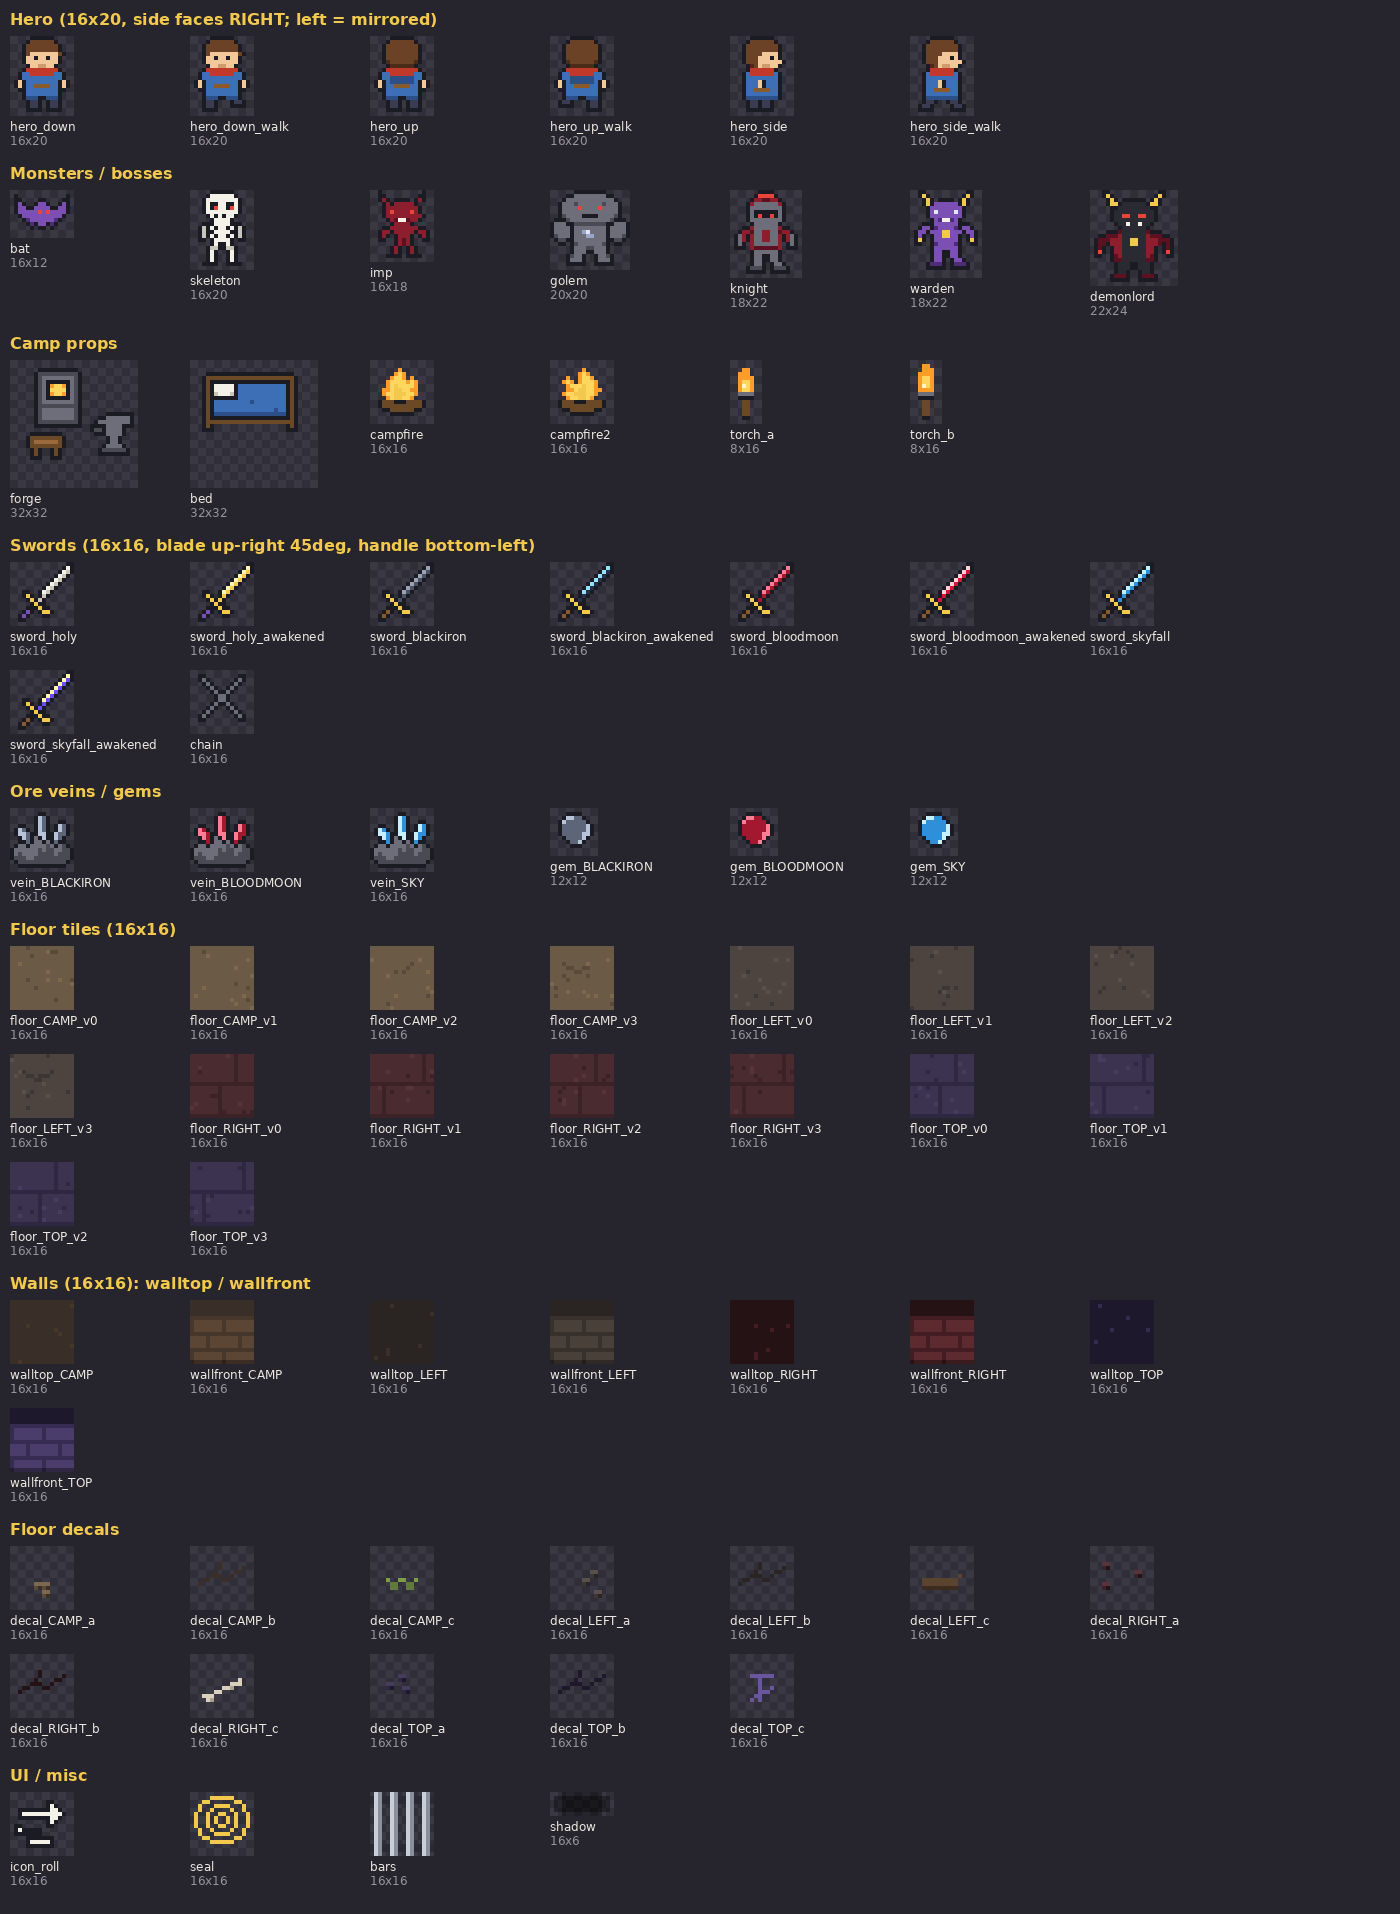 Hero (16x20, side faces RIGHT; left = mirrored)
hero_down hero_down_walk hero_up hero_up_walk hero_side hero_side_walk
16x20 16x20 16x20 16x20 16x20 16x20
Monsters / bosses
bat
16x12
skeleton
16x20
imp
16x18
golem
20x20
knight
18x22
warden
18x22
demonlord
22x24
Camp props
forge
32x32
bed
32x32
campfire
16x16
campfire2
16x16
torch_a
8x16
torch_b
8x16
Swords (16x16, blade up-right 45deg, handle bottom-left)
sword_holy sword_holy_awakened sword_blackiron sword_blackiron_awakened sword_bloodmoon sword_bloodmoon_awakened sword_skyfall
16x16 16x16 16x16 16x16 16x16 16x16 16x16
sword_skyfall_awakened chain
16x16 16x16
Ore veins / gems
vein_BLACKIRON
16x16
vein_BLOODMOON
16x16
vein_SKY
16x16
gem_BLACKIRON
12x12
gem_BLOODMOON
12x12
gem_SKY
12x12
Floor tiles (16x16)
floor_CAMP_v0 floor_CAMP_v1 floor_CAMP_v2 floor_CAMP_v3 floor_LEFT_v0 floor_LEFT_v1 floor_LEFT_v2
16x16 16x16 16x16 16x16 16x16 16x16 16x16
floor_LEFT_v3 floor_RIGHT_v0 floor_RIGHT_v1 floor_RIGHT_v2 floor_RIGHT_v3 floor_TOP_v0 floor_TOP_v1
16x16 16x16 16x16 16x16 16x16 16x16 16x16
floor_TOP_v2 floor_TOP_v3
16x16 16x16
Walls (16x16): walltop / wallfront
walltop_CAMP wallfront_CAMP walltop_LEFT wallfront_LEFT walltop_RIGHT wallfront_RIGHT walltop_TOP
16x16 16x16 16x16 16x16 16x16 16x16 16x16
wallfront_TOP
16x16
Floor decals
decal_CAMP_a decal_CAMP_b decal_CAMP_c decal_LEFT_a decal_LEFT_b decal_LEFT_c decal_RIGHT_a
16x16 16x16 16x16 16x16 16x16 16x16 16x16
decal_RIGHT_b decal_RIGHT_c decal_TOP_a decal_TOP_b decal_TOP_c
16x16 16x16 16x16 16x16 16x16
UI / misc
icon_roll
16x16
seal
16x16
bars
16x16
shadow
16x6